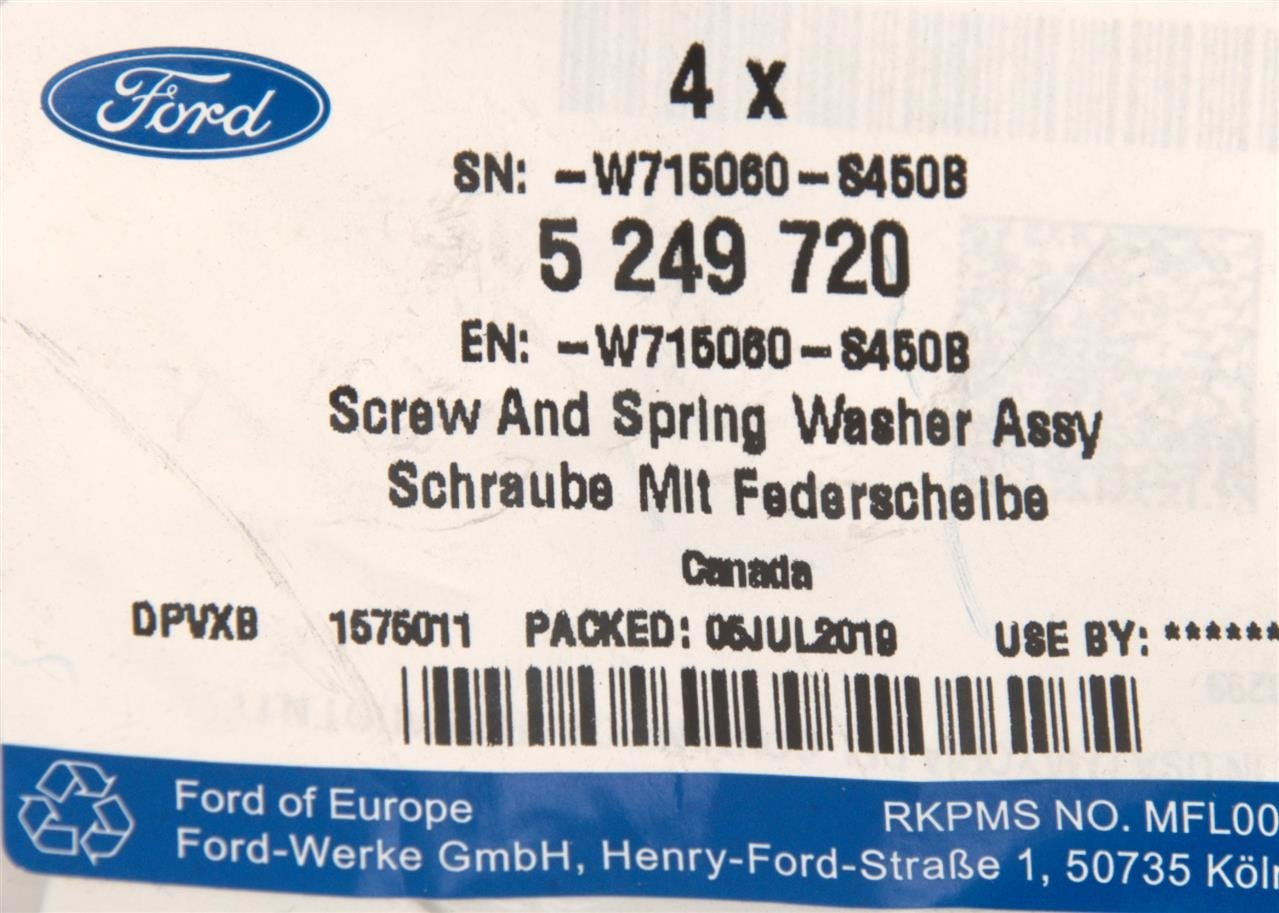 Ford
4 x
SN: -W715060-S450B
5 249 720
EN: -W715060-S450B
Screw And Spring Washer Assy
Schraube Mit Federscheibe
Canada
DPVXB 1575011 PACKED: 05JUL2019 USE BY: ******
Ford of Europe RKPMS NO. MFL00
Ford-Werke GmbH, Henry-Ford-Straße 1, 50735 Köln